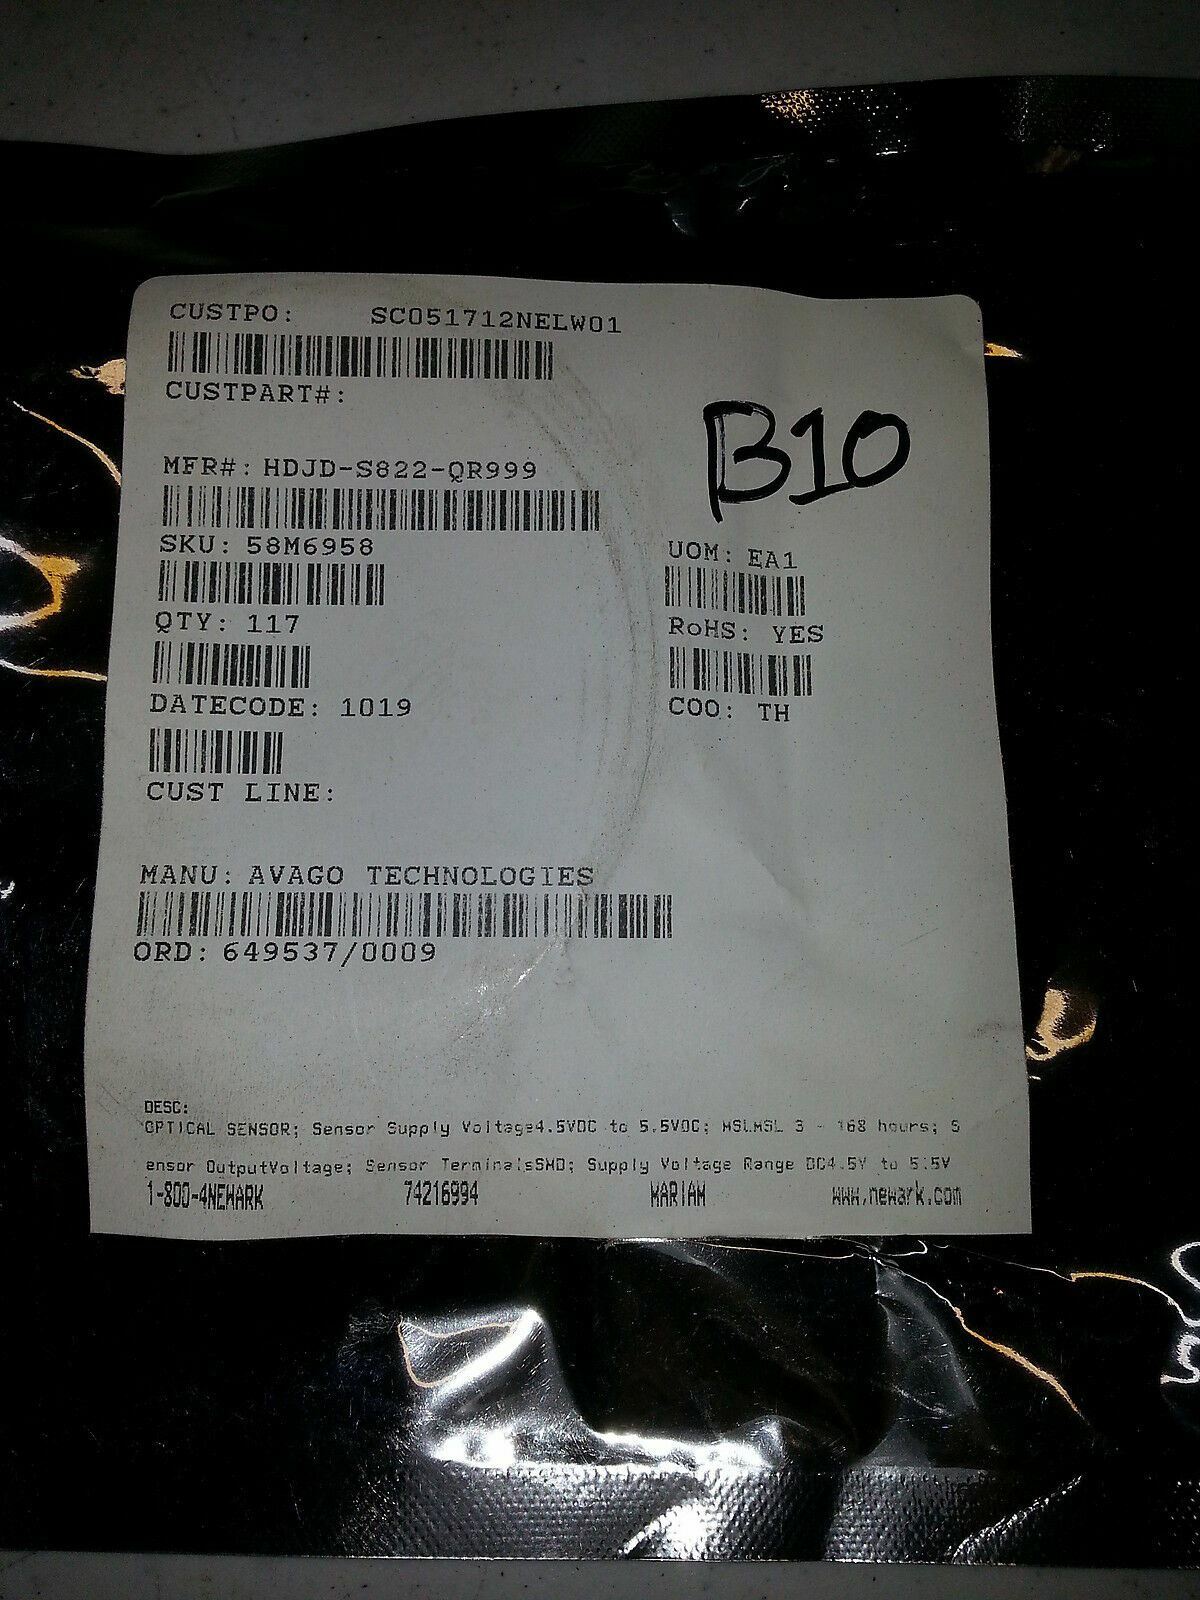 CUSTPO: SC051712NELW01
CUSTPART#:
B10
MFR#: HDJD-S822-QR999
SKU: 58M6958
UOM: EA1
QTY: 117
RoHS: YES
DATECODE: 1019
COO: TH
CUST LINE:
MANU: AVAGO TECHNOLOGIES
ORD: 649537/0009
DESC:
OPTICAL SENSOR; Sensor Supply Voltage4.5VDC to 5.5VDC; MSLMSL 3 - 168 hours; S
ensor OutputVoltage; Sensor TerminalsSMD; Supply Voltage Range DC4.5V to 5.5V
1-800-4NEWARK 74216994 MARIAM www.newark.com